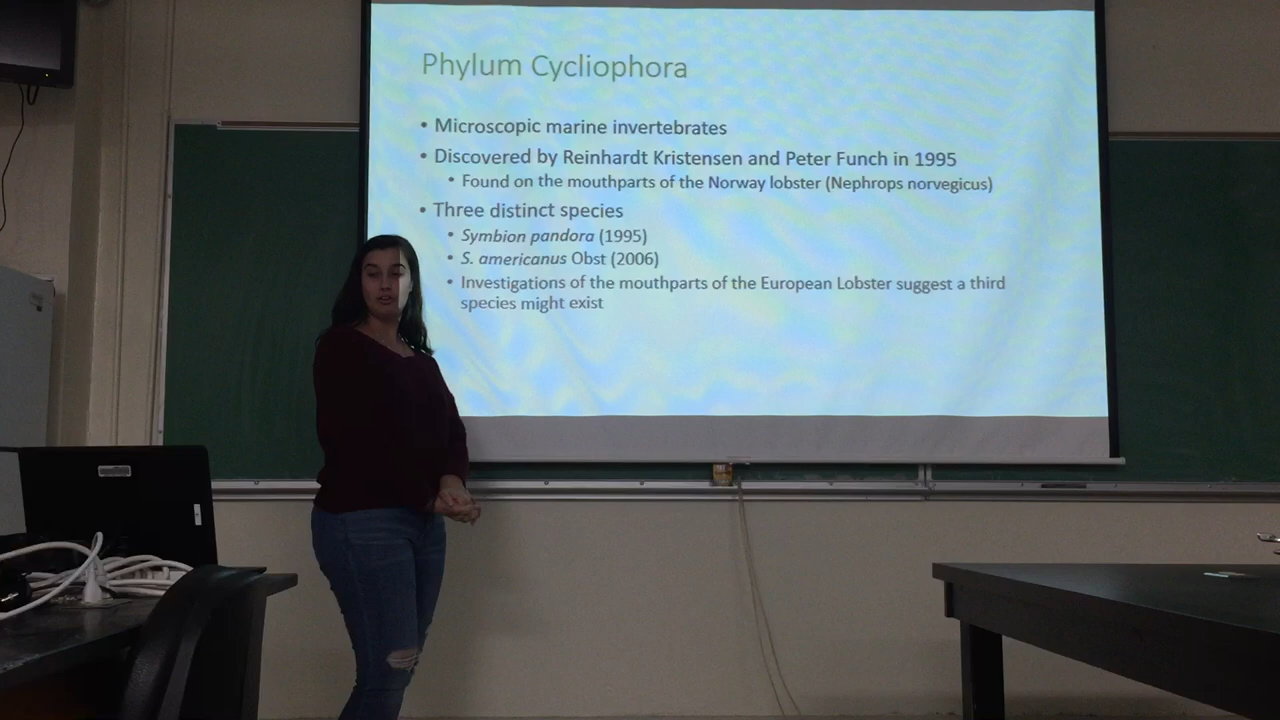 Phylum Cycliophora
• Microscopic marine invertebrates
• Discovered by Reinhardt Kristensen and Peter Funch in 1995
• Found on the mouthparts of the Norway lobster (Nephrops norvegicus)
• Three distinct species
• Symbion pandora (1995)
• S. americanus Obst (2006)
• Investigations of the mouthparts of the European Lobster suggest a third
species might exist